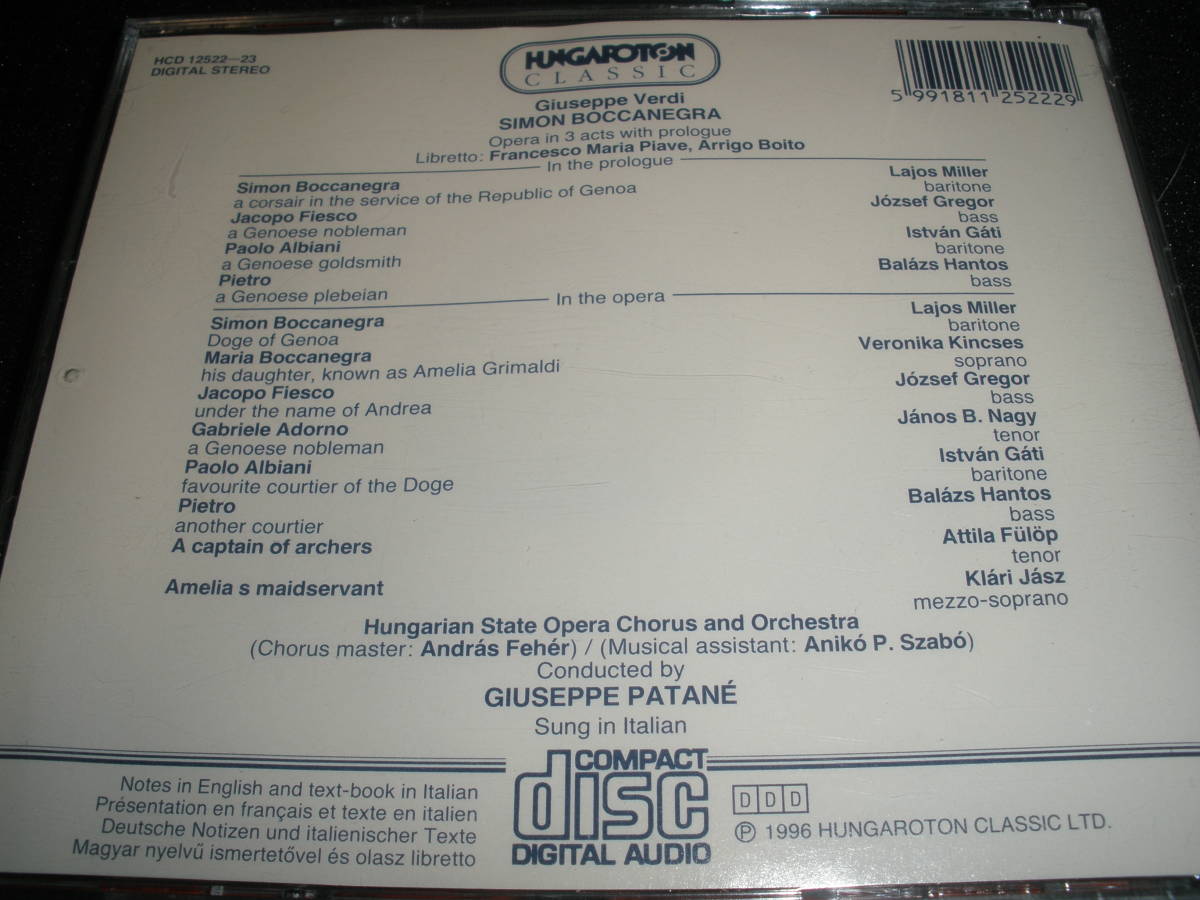 HCD 12522—23
DIGITAL STEREO
HUNGAROTON
CLASSIC
5 991811 252229
Giuseppe Verdi
SIMON BOCCANEGRA
Opera in 3 acts with prologue
Libretto: Francesco Maria Piave, Arrigo Boito
In the prologue
Simon Boccanegra Lajos Miller
a corsair in the service of the Republic of Genoa baritone
Jacopo Fiesco József Gregor
a Genoese nobleman bass
Paolo Albiani István Gáti
a Genoese goldsmith baritone
Pietro Balázs Hantos
a Genoese plebeian bass
In the opera
Simon Boccanegra Lajos Miller
Doge of Genoa baritone
Maria Boccanegra Veronika Kincses
his daughter, known as Amelia Grimaldi soprano
Jacopo Fiesco József Gregor
under the name of Andrea bass
Gabriele Adorno János B. Nagy
a Genoese nobleman tenor
Paolo Albiani István Gáti
favourite courtier of the Doge baritone
Pietro Balázs Hantos
another courtier bass
A captain of archers Attila Fülöp
tenor
Amelia s maidservant Klári Jász
mezzo-soprano
Hungarian State Opera Chorus and Orchestra
(Chorus master: András Fehér) / (Musical assistant: Anikó P. Szabó)
Conducted by
GIUSEPPE PATANÉ
Sung in Italian
Notes in English and text-book in Italian
Présentation en français et texte en italien
Deutsche Notizen und italienischer Texte
Magyar nyelvű ismertetővel és olasz libretto
COMPACT
disc
DIGITAL AUDIO
DDD
℗ 1996 HUNGAROTON CLASSIC LTD.